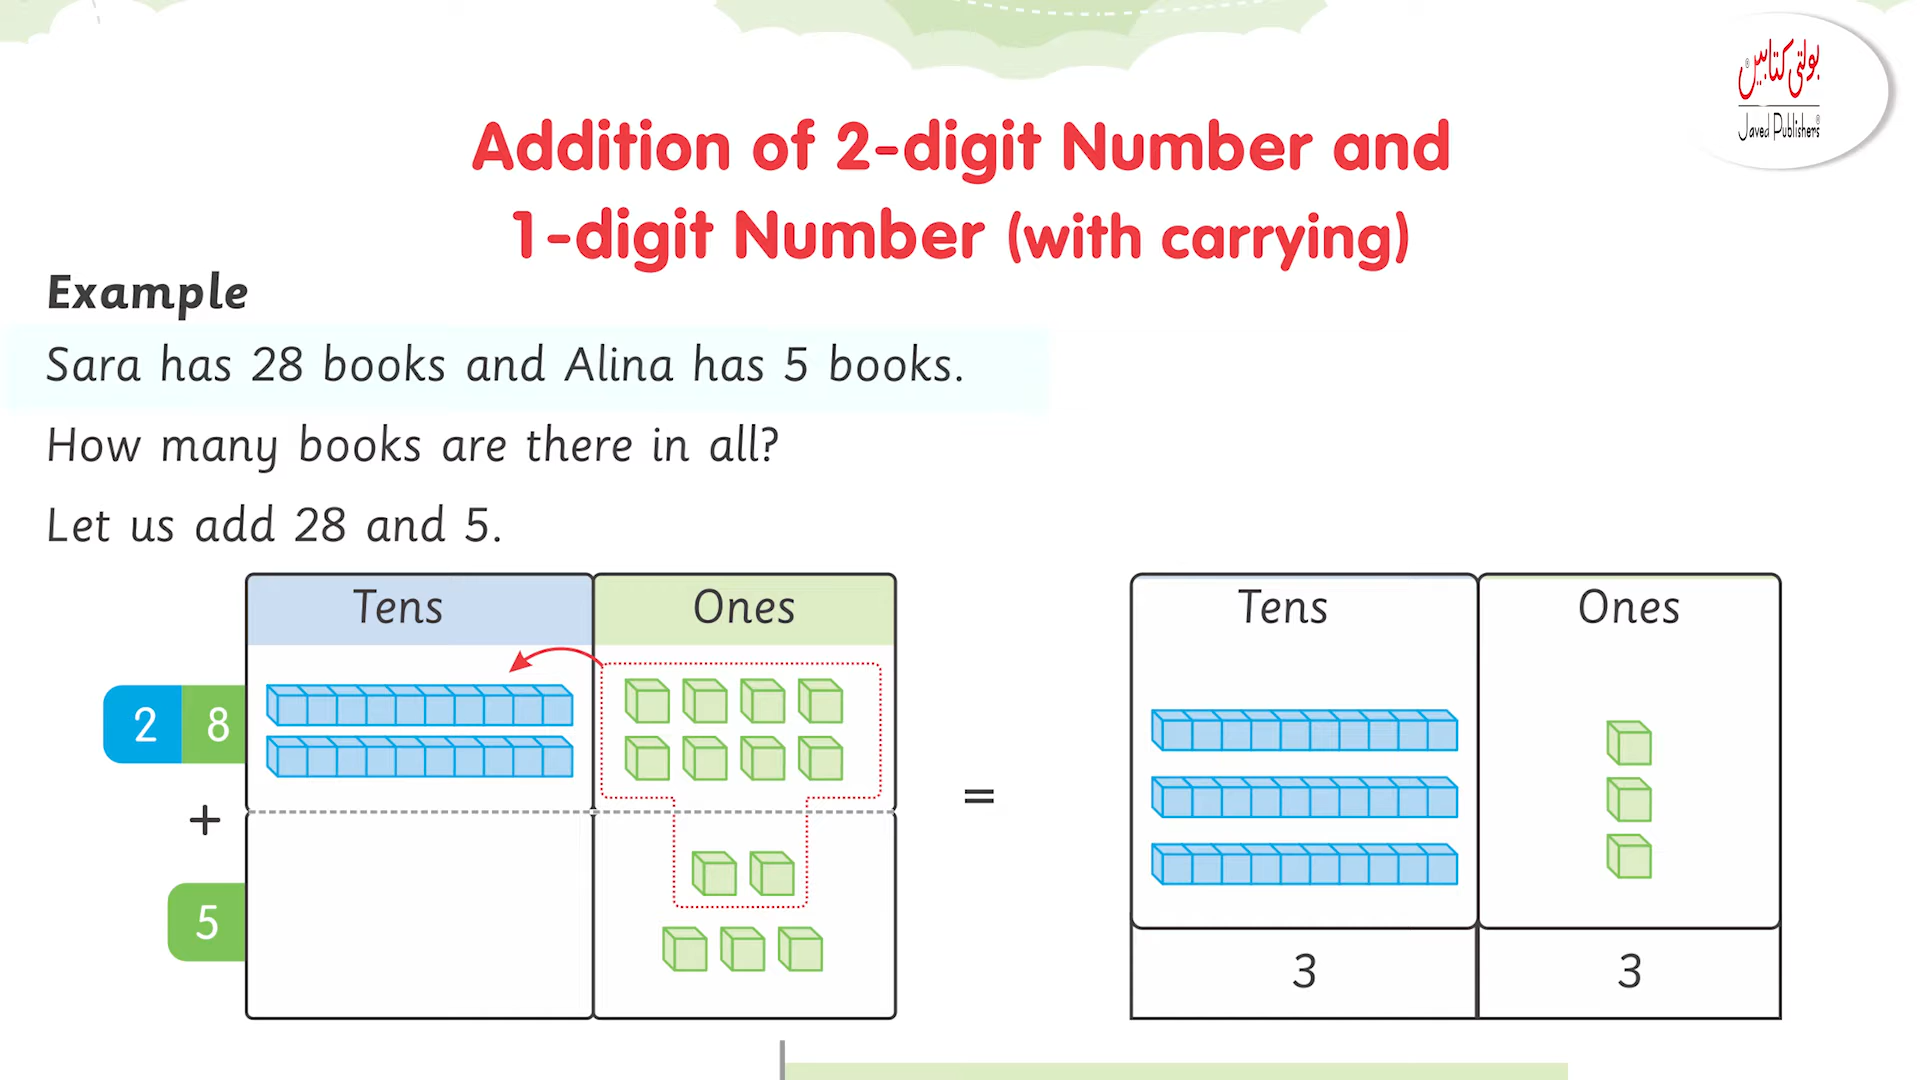 بولتی کتابیں
Javed Publishers
Addition of 2-digit Number and
1-digit Number (with carrying)
Example
Sara has 28 books and Alina has 5 books.
How many books are there in all?
Let us add 28 and 5.
Tens Ones
2 8
+
5
=
Tens Ones
3 3